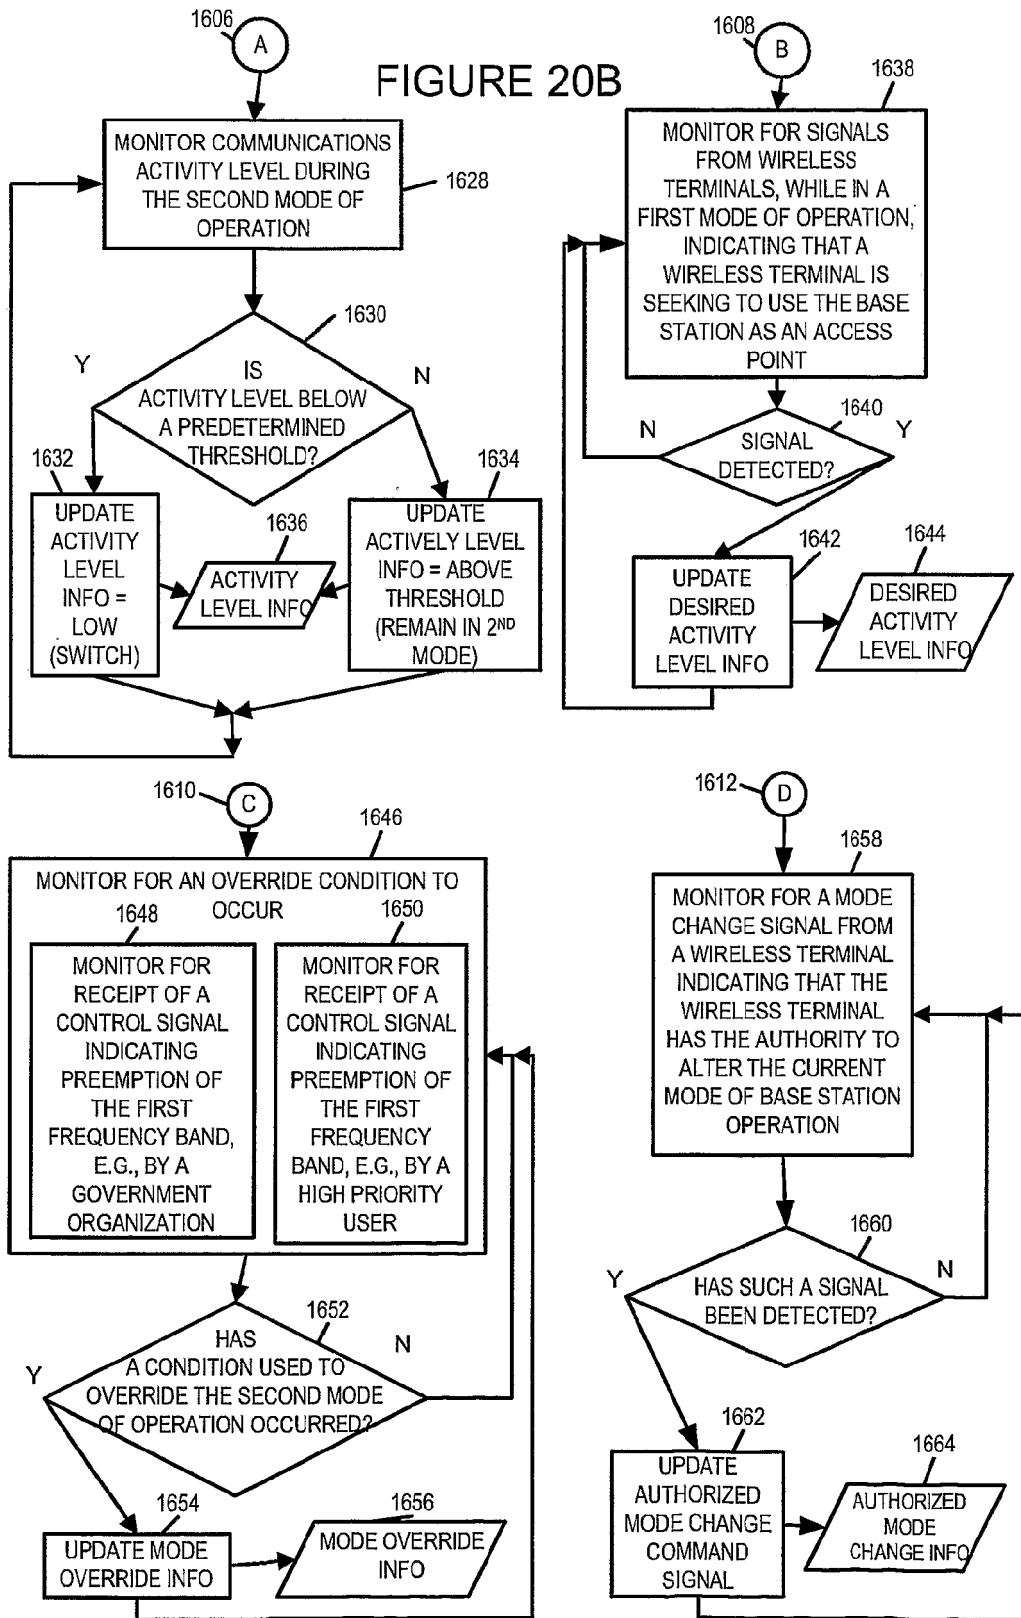 FIGURE 20B
1606
A
MONITOR COMMUNICATIONS
ACTIVITY LEVEL DURING
THE SECOND MODE OF
OPERATION
1628
1630
Y
N
IS
ACTIVITY LEVEL BELOW
A PREDETERMINED
THRESHOLD?
1632
UPDATE
ACTIVITY
LEVEL
INFO =
LOW
(SWITCH)
1636
ACTIVITY
LEVEL INFO
1634
UPDATE
ACTIVELY LEVEL
INFO = ABOVE
THRESHOLD
(REMAIN IN 2ND
MODE)
1608
B
1638
MONITOR FOR SIGNALS
FROM WIRELESS
TERMINALS, WHILE IN A
FIRST MODE OF OPERATION,
INDICATING THAT A
WIRELESS TERMINAL IS
SEEKING TO USE THE BASE
STATION AS AN ACCESS
POINT
1640
N
Y
SIGNAL
DETECTED?
1642
UPDATE
DESIRED
ACTIVITY
LEVEL INFO
1644
DESIRED
ACTIVITY
LEVEL INFO
1610
C
1646
MONITOR FOR AN OVERRIDE CONDITION TO
OCCUR
1648
MONITOR FOR
RECEIPT OF A
CONTROL SIGNAL
INDICATING
PREEMPTION OF
THE FIRST
FREQUENCY BAND,
E.G., BY A
GOVERNMENT
ORGANIZATION
1650
MONITOR FOR
RECEIPT OF A
CONTROL SIGNAL
INDICATING
PREEMPTION OF
THE FIRST
FREQUENCY
BAND, E.G., BY A
HIGH PRIORITY
USER
1652
Y
N
HAS
A CONDITION USED TO
OVERRIDE THE SECOND MODE
OF OPERATION OCCURRED?
1654
UPDATE MODE
OVERRIDE INFO
1656
MODE OVERRIDE
INFO
1612
D
1658
MONITOR FOR A MODE
CHANGE SIGNAL FROM
A WIRELESS TERMINAL
INDICATING THAT THE
WIRELESS TERMINAL
HAS THE AUTHORITY TO
ALTER THE CURRENT
MODE OF BASE STATION
OPERATION
1660
Y
N
HAS SUCH A SIGNAL
BEEN DETECTED?
1662
UPDATE
AUTHORIZED
MODE CHANGE
COMMAND
SIGNAL
1664
AUTHORIZED
MODE
CHANGE INFO